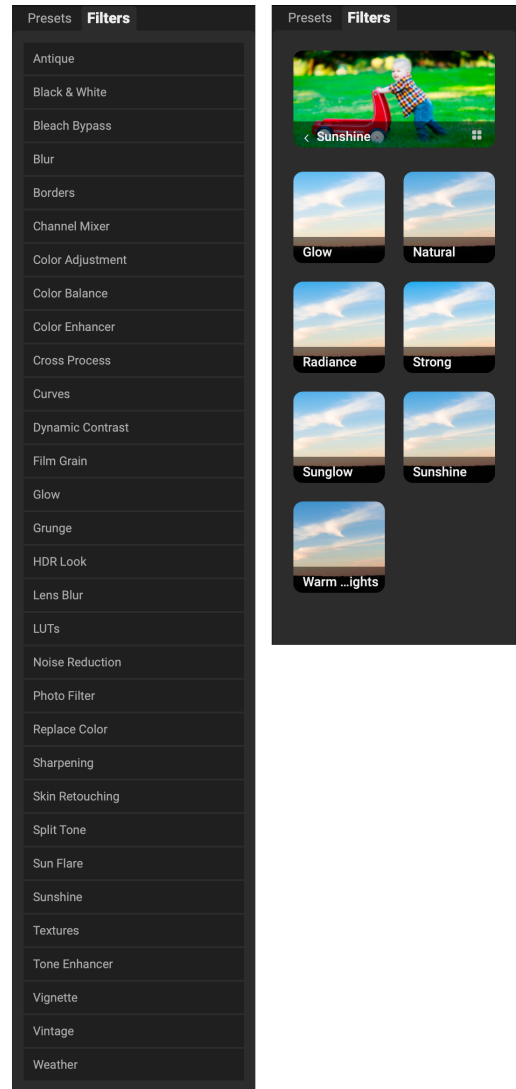 Presets Filters
Antique
Black & White
Bleach Bypass
Blur
Borders
Channel Mixer
Color Adjustment
Color Balance
Color Enhancer
Cross Process
Curves
Dynamic Contrast
Film Grain
Glow
Grunge
HDR Look
Lens Blur
LUTs
Noise Reduction
Photo Filter
Replace Color
Sharpening
Skin Retouching
Split Tone
Sun Flare
Sunshine
Textures
Tone Enhancer
Vignette
Vintage
Weather
Presets Filters
Sunshine
Glow Natural
Radiance Strong
Sunglow Sunshine
Warm ...ights